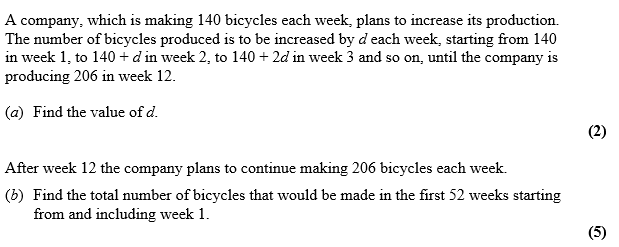 A company, which is making 140 bicycles each week, plans to increase its production.
The number of bicycles produced is to be increased by d each week, starting from 140
in week 1, to 140 + d in week 2, to 140 + 2d in week 3 and so on, until the company is
producing 206 in week 12.
(a) Find the value of d.
(2)
After week 12 the company plans to continue making 206 bicycles each week.
(b) Find the total number of bicycles that would be made in the first 52 weeks starting
from and including week 1.
(5)